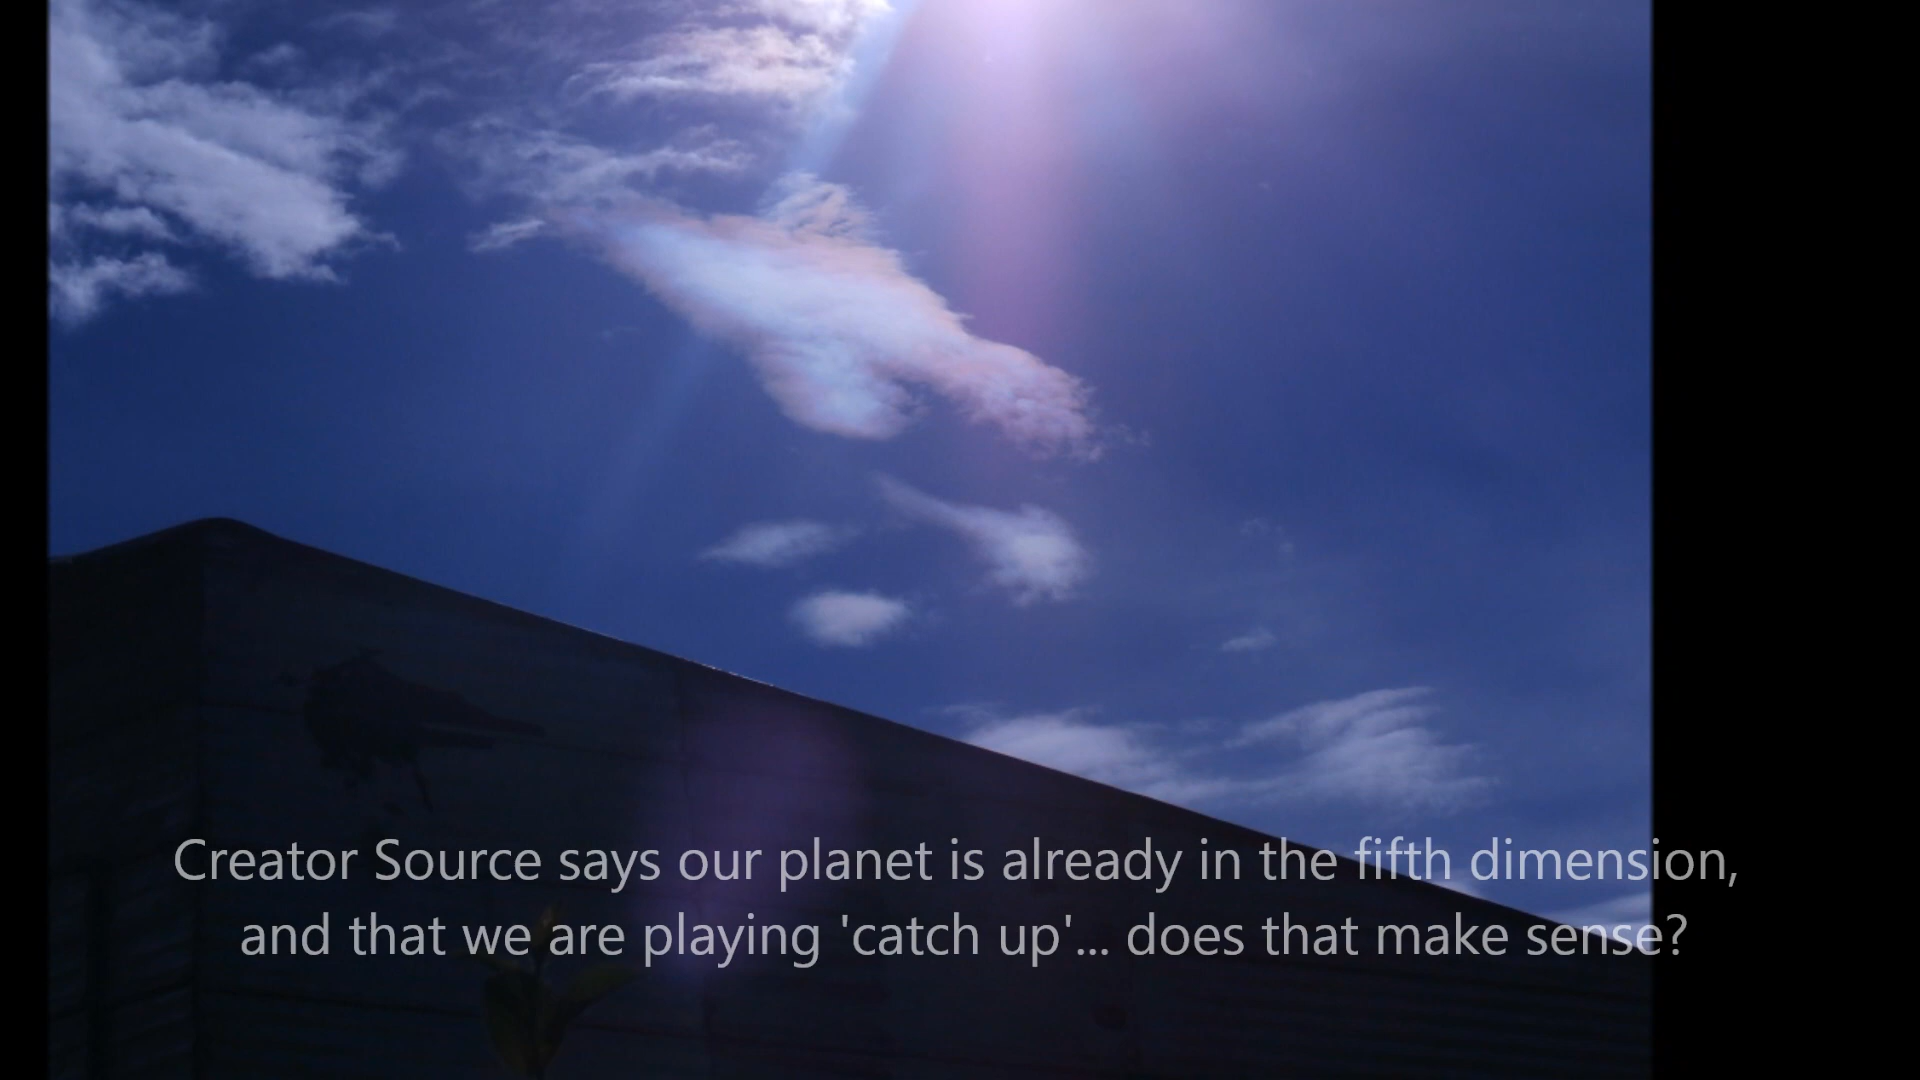 Creator Source says our planet is already in the fifth dimension,
and that we are playing 'catch up'... does that make sense?